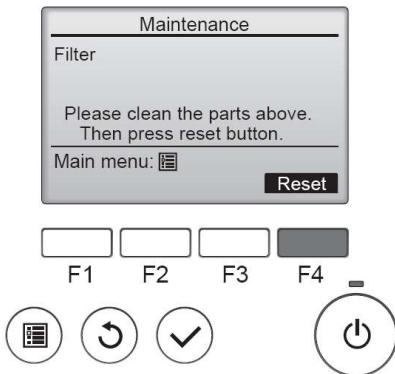 Maintenance
Filter
Please clean the parts above.
Then press reset button.
Main menu:
Reset
F1 F2 F3 F4